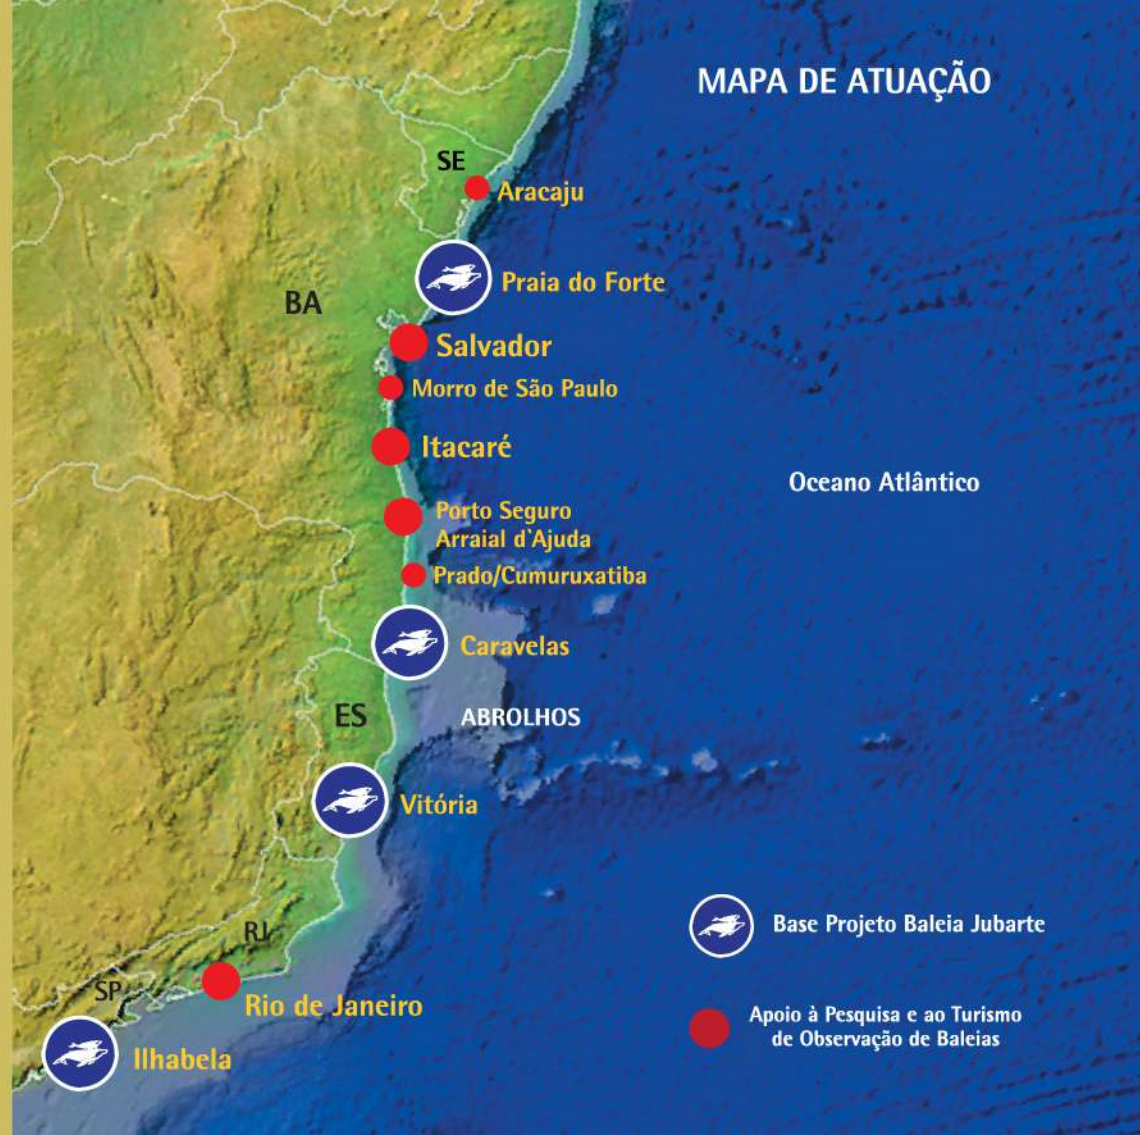 MAPA DE ATUAÇÃO
SE
Aracaju
Praia do Forte
BA
Salvador
Morro de São Paulo
Itacaré
Oceano Atlântico
Porto Seguro
Arraial d`Ajuda
Prado/Cumuruxatiba
Caravelas
ES
ABROLHOS
Vitória
Base Projeto Baleia Jubarte
RJ
SP
Rio de Janeiro
Apoio à Pesquisa e ao Turismo
de Observação de Baleias
Ilhabela